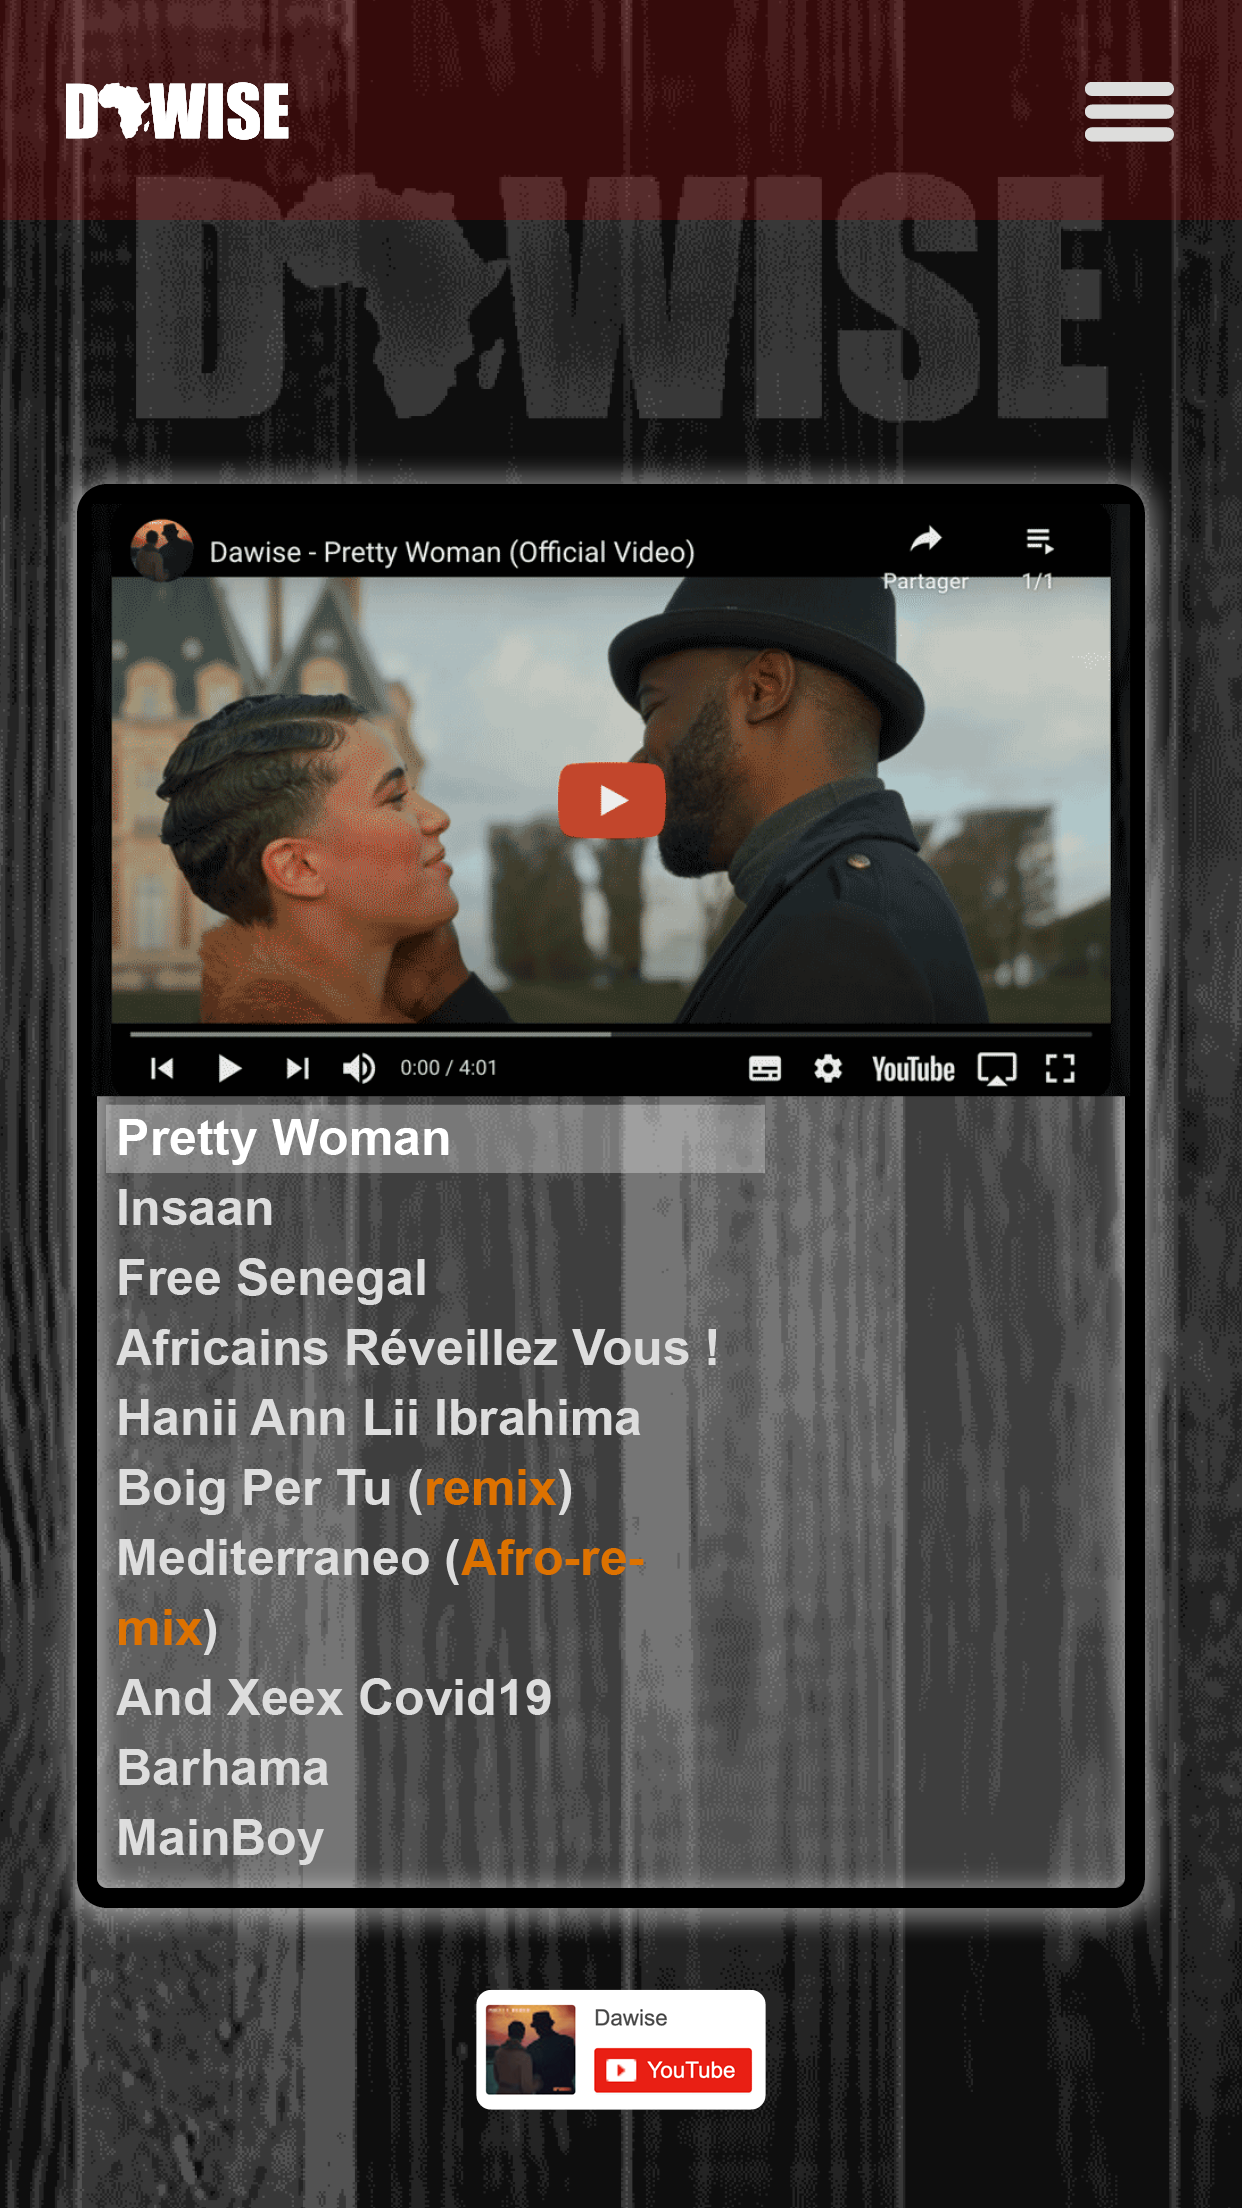 DAWISE
DAWISE
Dawise - Pretty Woman (Official Video)
Partager
1/1
0:00 / 4:01
YouTube
Pretty Woman
Insaan
Free Senegal
Africains Réveillez Vous !
Hanii Ann Lii Ibrahima
Boig Per Tu (remix)
Mediterraneo (Afro-re-
mix)
And Xeex Covid19
Barhama
MainBoy
Dawise
YouTube